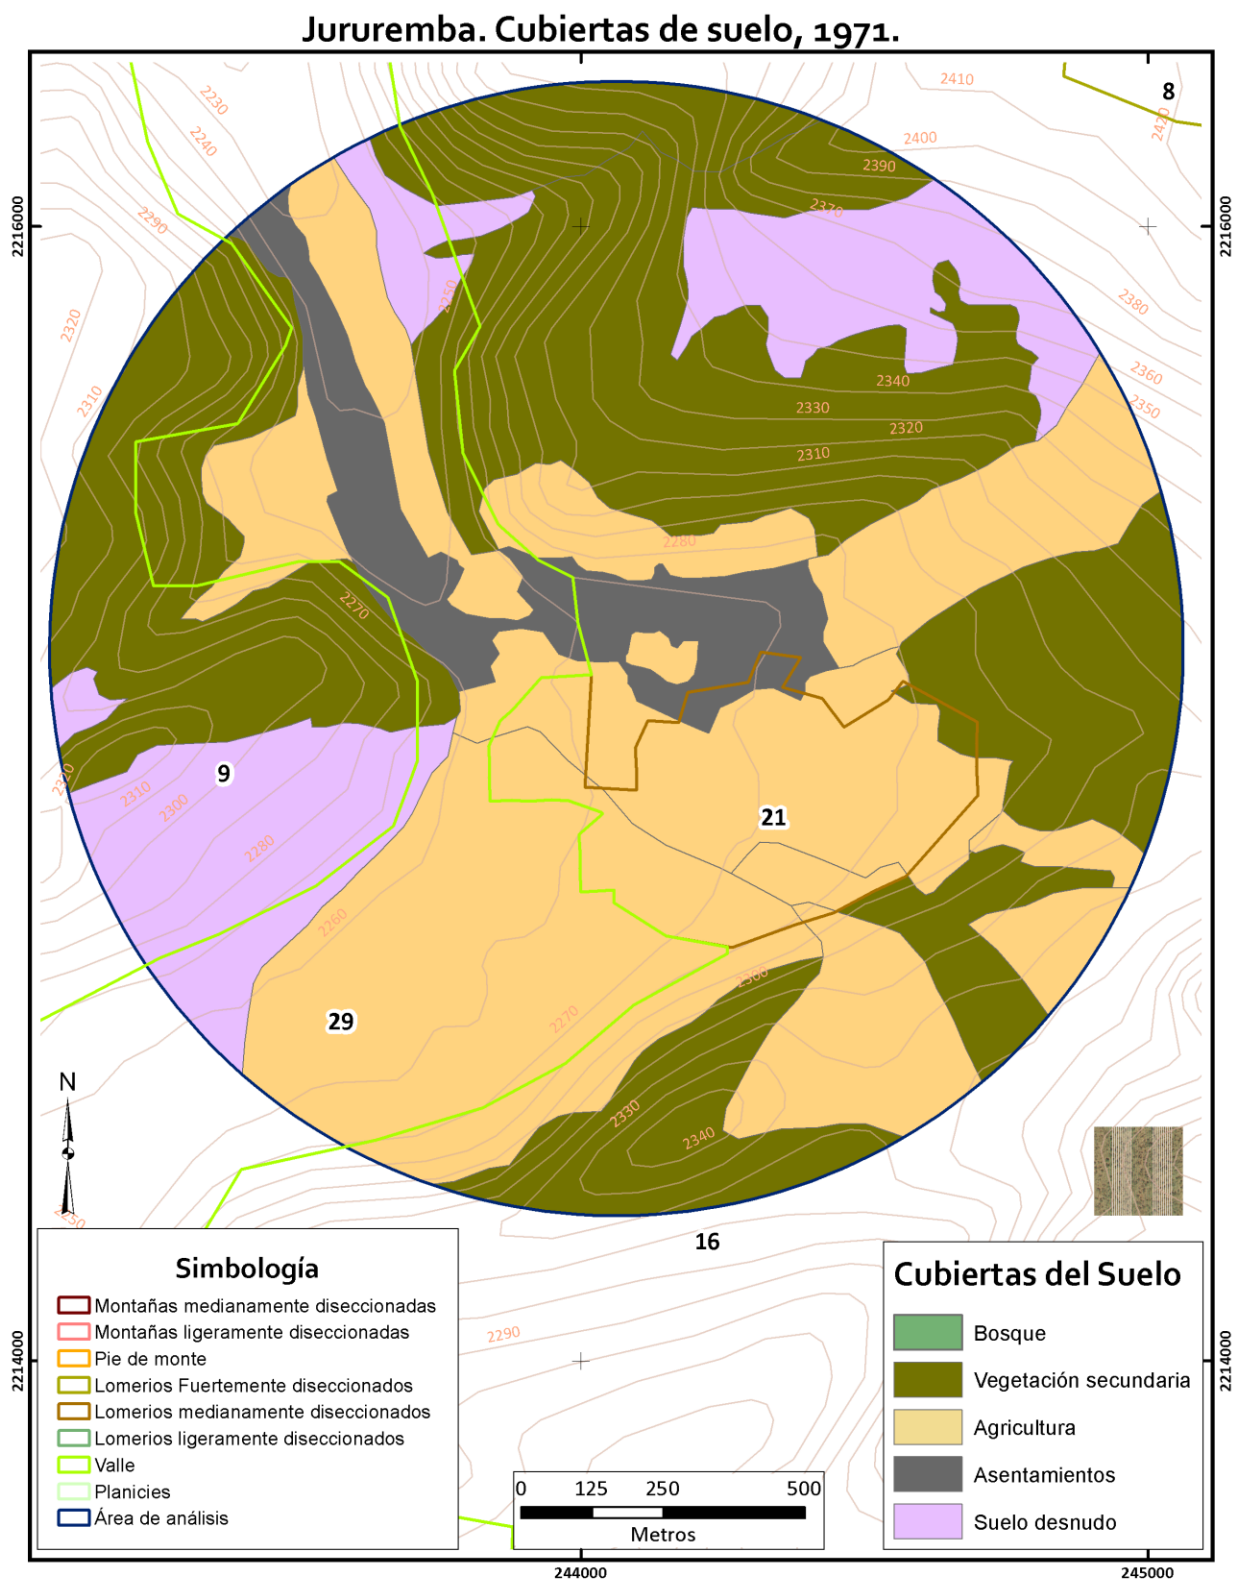 Jururemba. Cubiertas de suelo, 1971.
2410
8
2230
2420
2240
2400
2390
2290
2370
2216000
2216000
2250
2380
2320
2360
2340
2310
2350
2330
2320
2310
2280
2270
9
2320
2310
2300
21
2280
2260
2300
29
2270
N
2330
2340
2250
16
Simbología
Montañas medianamente diseccionadas
Montañas ligeramente diseccionadas
Pie de monte
Lomerios Fuertemente diseccionados
Lomerios medianamente diseccionados
Lomerios ligeramente diseccionados
Valle
Planicies
Área de análisis
2290
2214000
2214000
0 125 250 500
Metros
Cubiertas del Suelo
Bosque
Vegetación secundaria
Agricultura
Asentamientos
Suelo desnudo
244000
245000